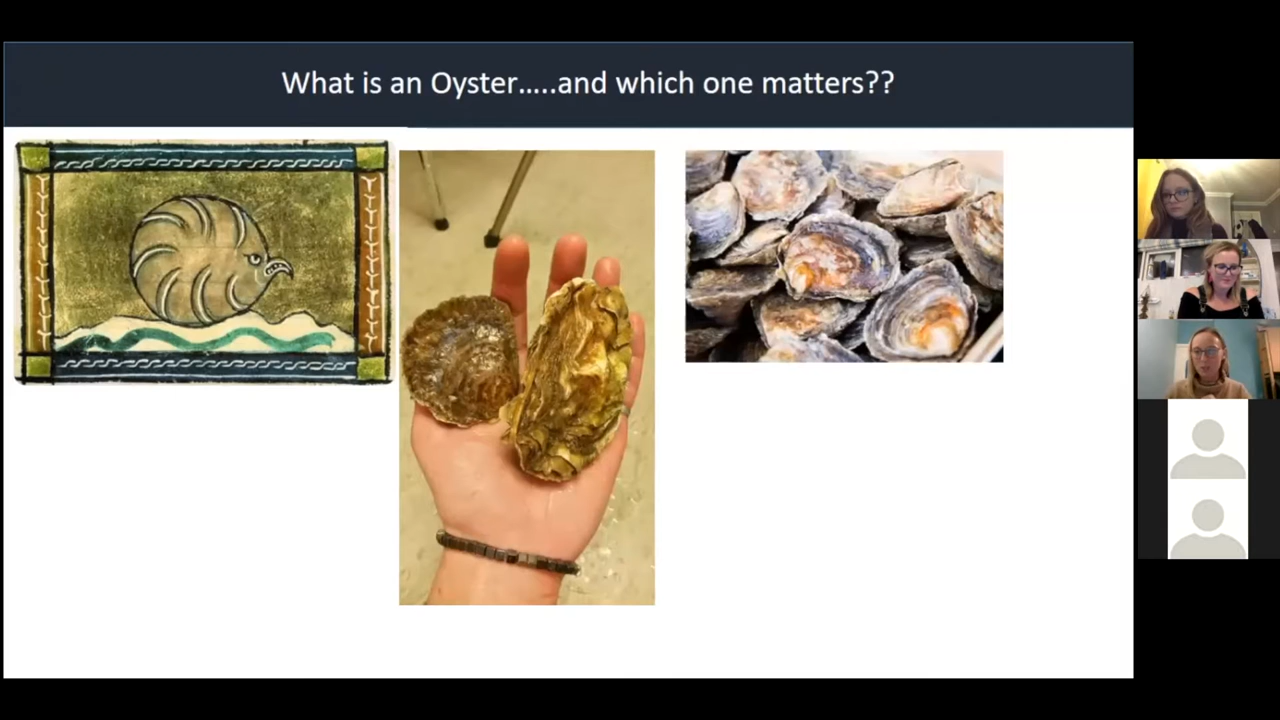 What is an Oyster.....and which one matters??